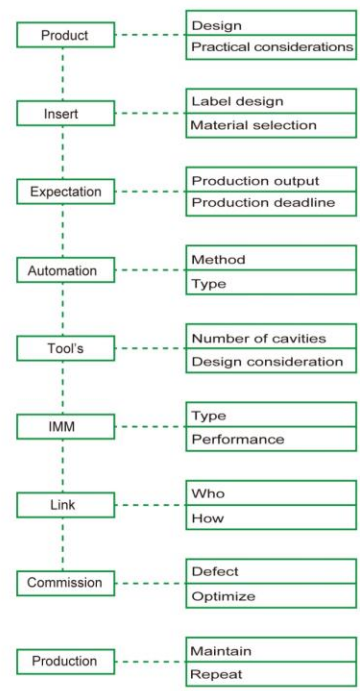 Product
Design
Practical considerations
Insert
Label design
Material selection
Expectation
Production output
Production deadline
Automation
Method
Type
Tool's
Number of cavities
Design consideration
IMM
Type
Performance
Link
Who
How
Commission
Defect
Optimize
Production
Maintain
Repeat